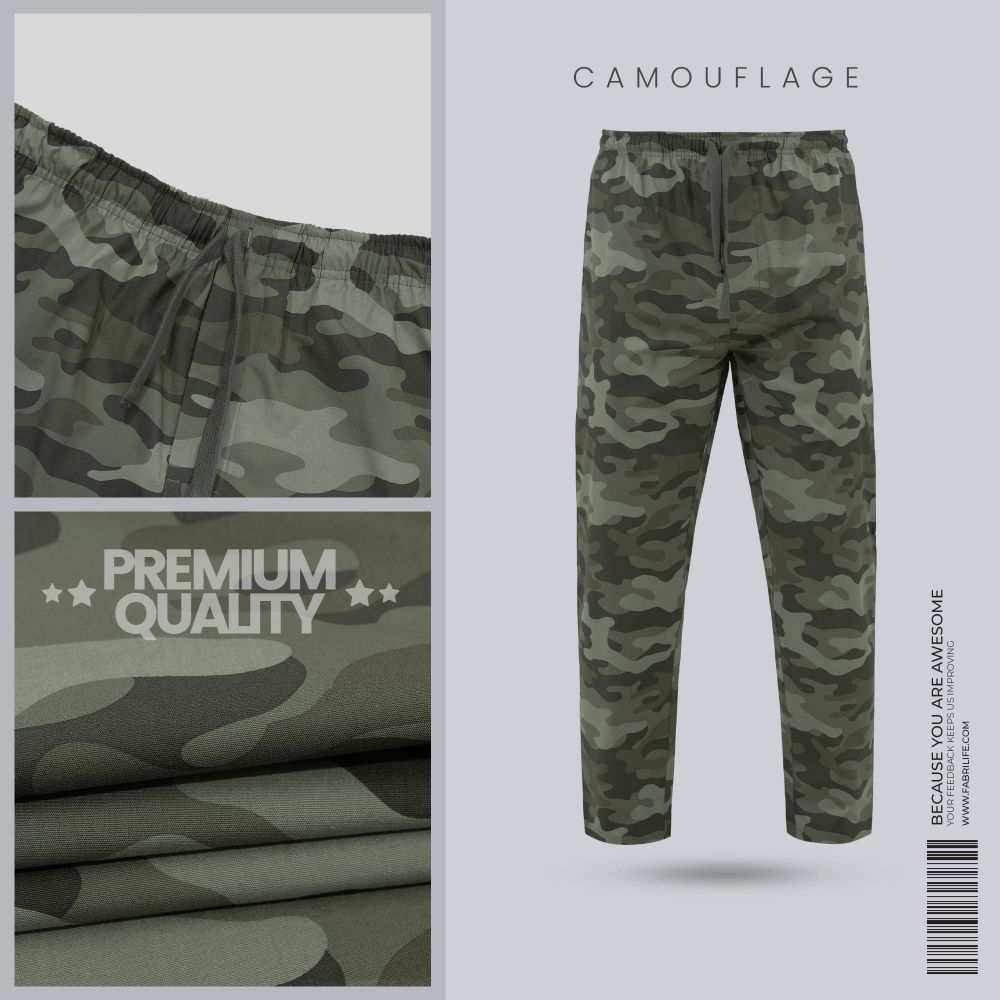 CAMOUFLAGE
PREMIUM
QUALITY
BECAUSE YOU ARE AWESOME
YOUR FEEDBACK KEEPS US IMPROVING
WWW.FABRILIFE.COM